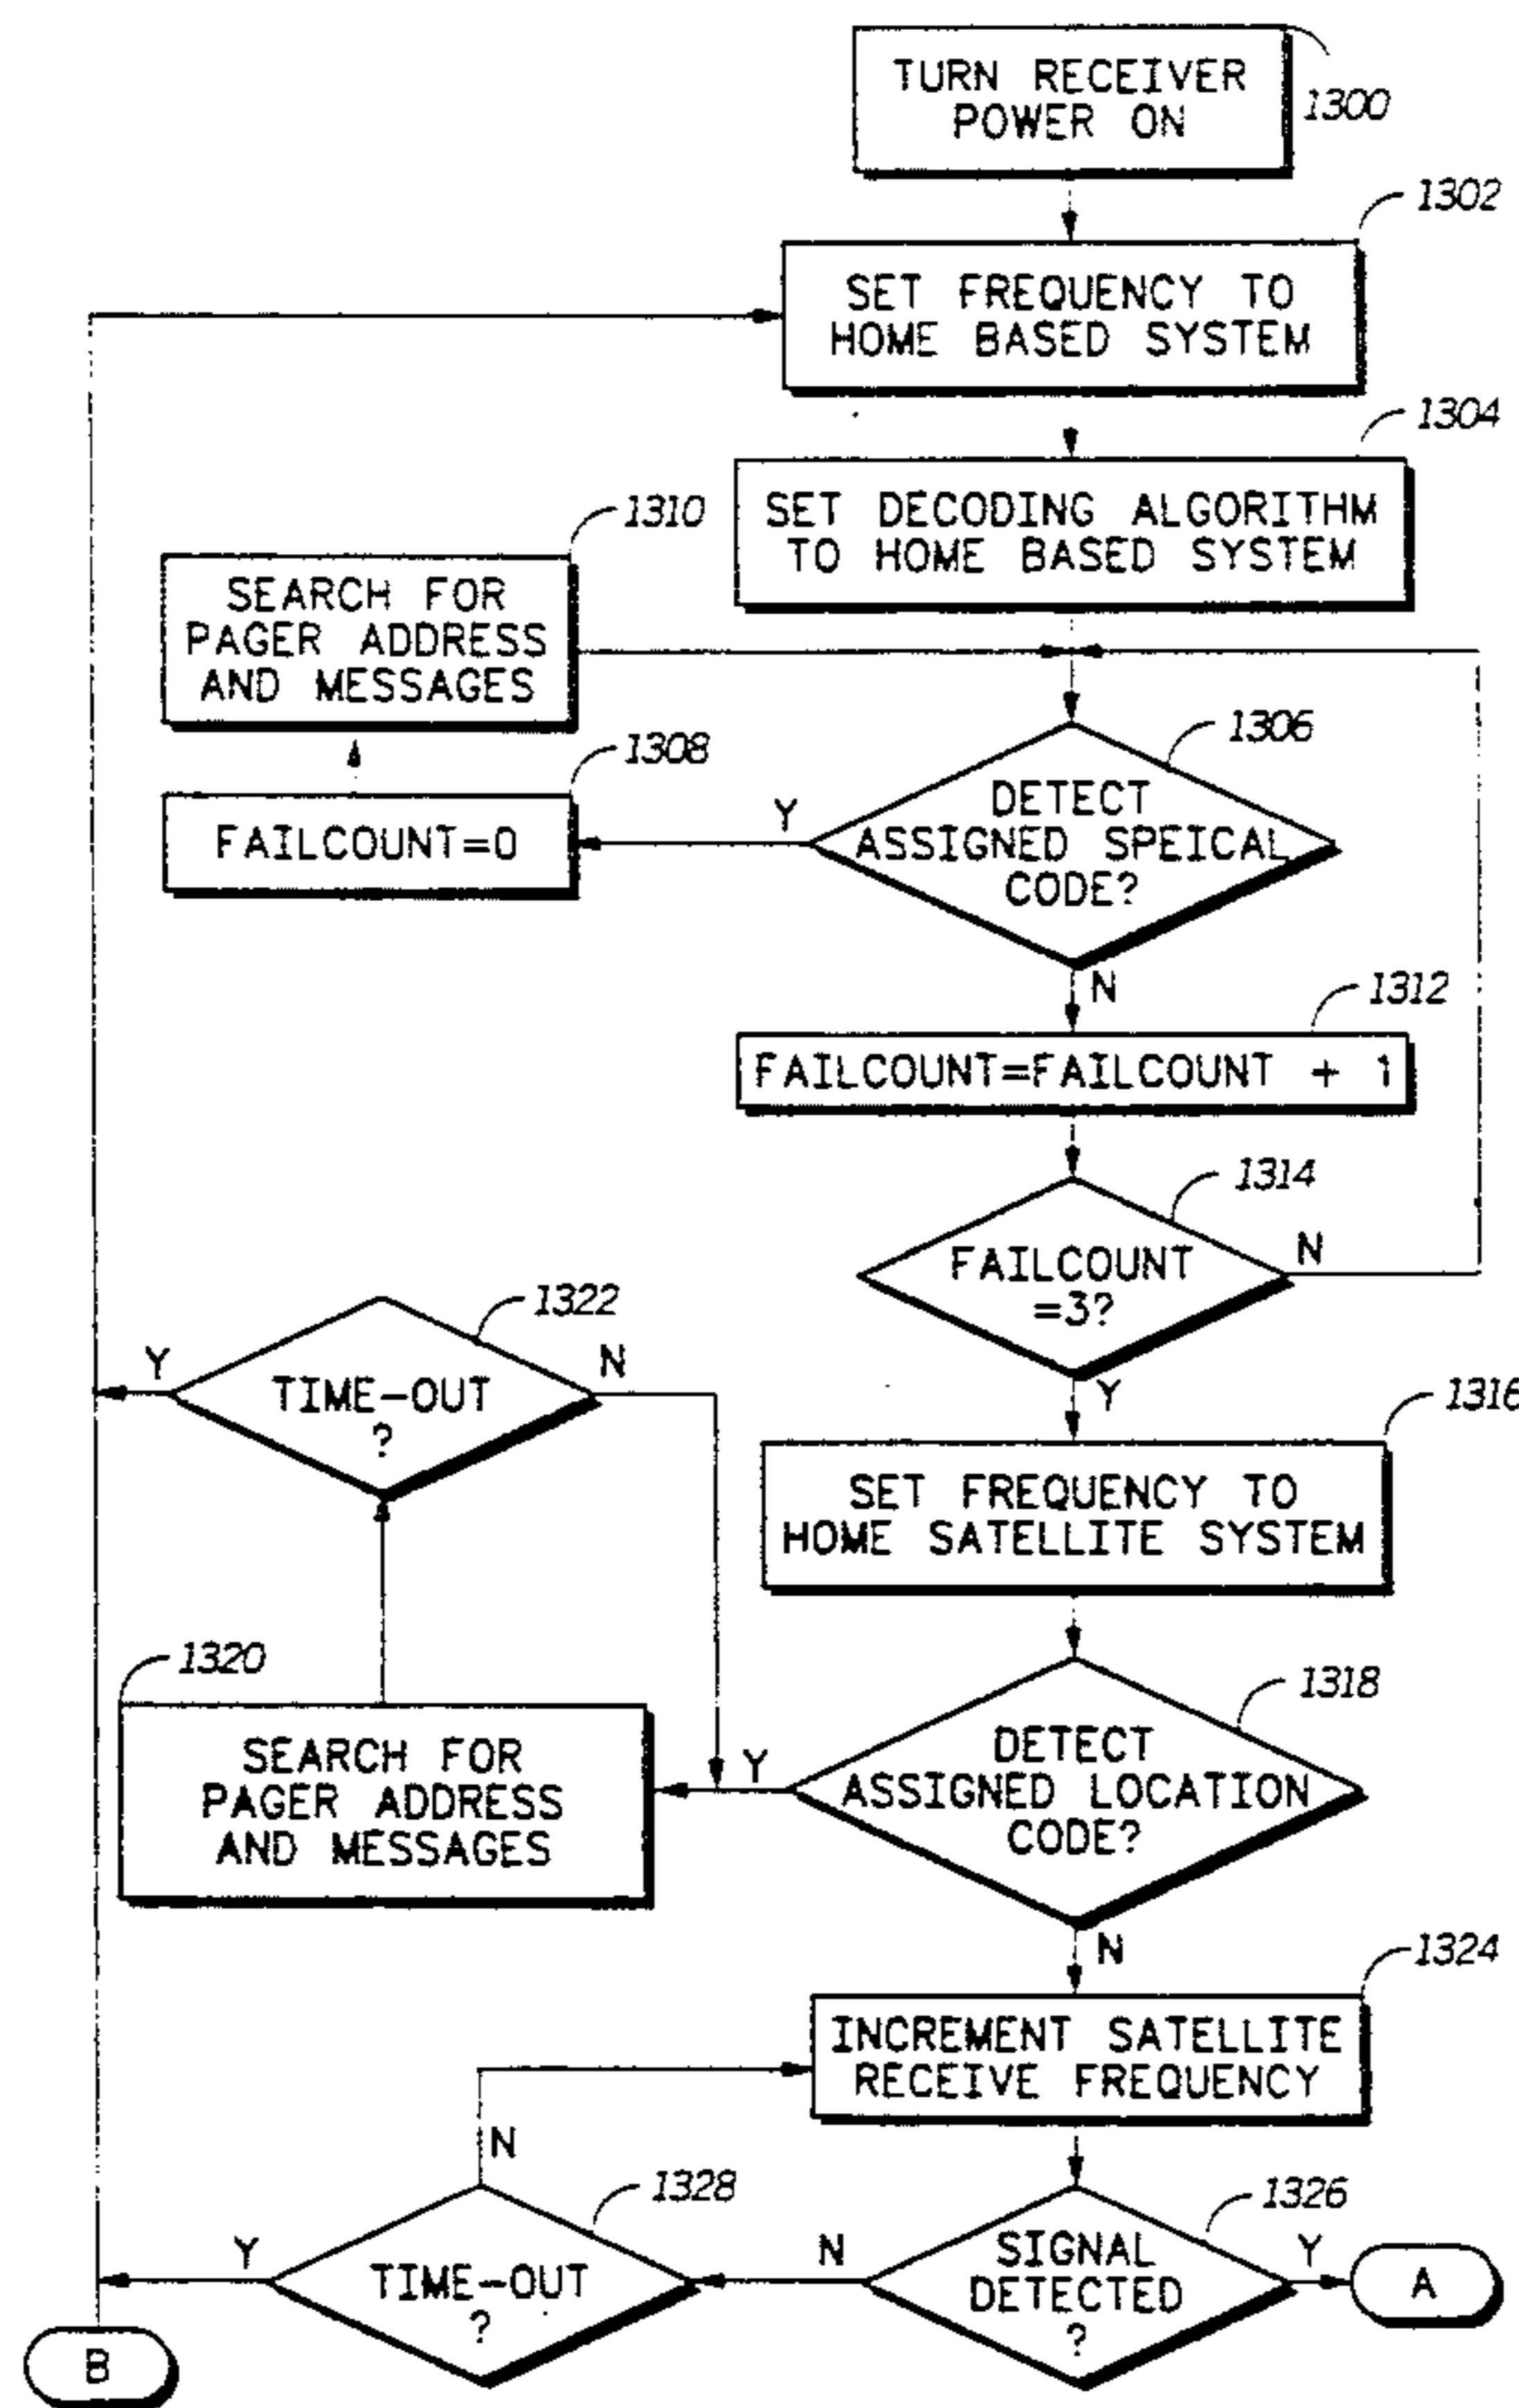 TURN RECEIVER
POWER ON
1300
1302
SET FREQUENCY TO
HOME BASED SYSTEM
1304
SET DECODING ALGORITHM
TO HOME BASED SYSTEM
1310
SEARCH FOR
PAGER ADDRESS
AND MESSAGES
1306
DETECT
ASSIGNED SPEICAL
CODE?
Y
1308
FAILCOUNT=0
N
1312
FAILCOUNT=FAILCOUNT + 1
1314
FAILCOUNT
=3?
N
Y
1322
TIME-OUT
?
Y
N
1316
SET FREQUENCY TO
HOME SATELLITE SYSTEM
1320
SEARCH FOR
PAGER ADDRESS
AND MESSAGES
1318
DETECT
ASSIGNED LOCATION
CODE?
Y
N
1324
INCREMENT SATELLITE
RECEIVE FREQUENCY
N
1328
TIME-OUT
?
Y
1326
SIGNAL
DETECTED
?
N
Y
A
B